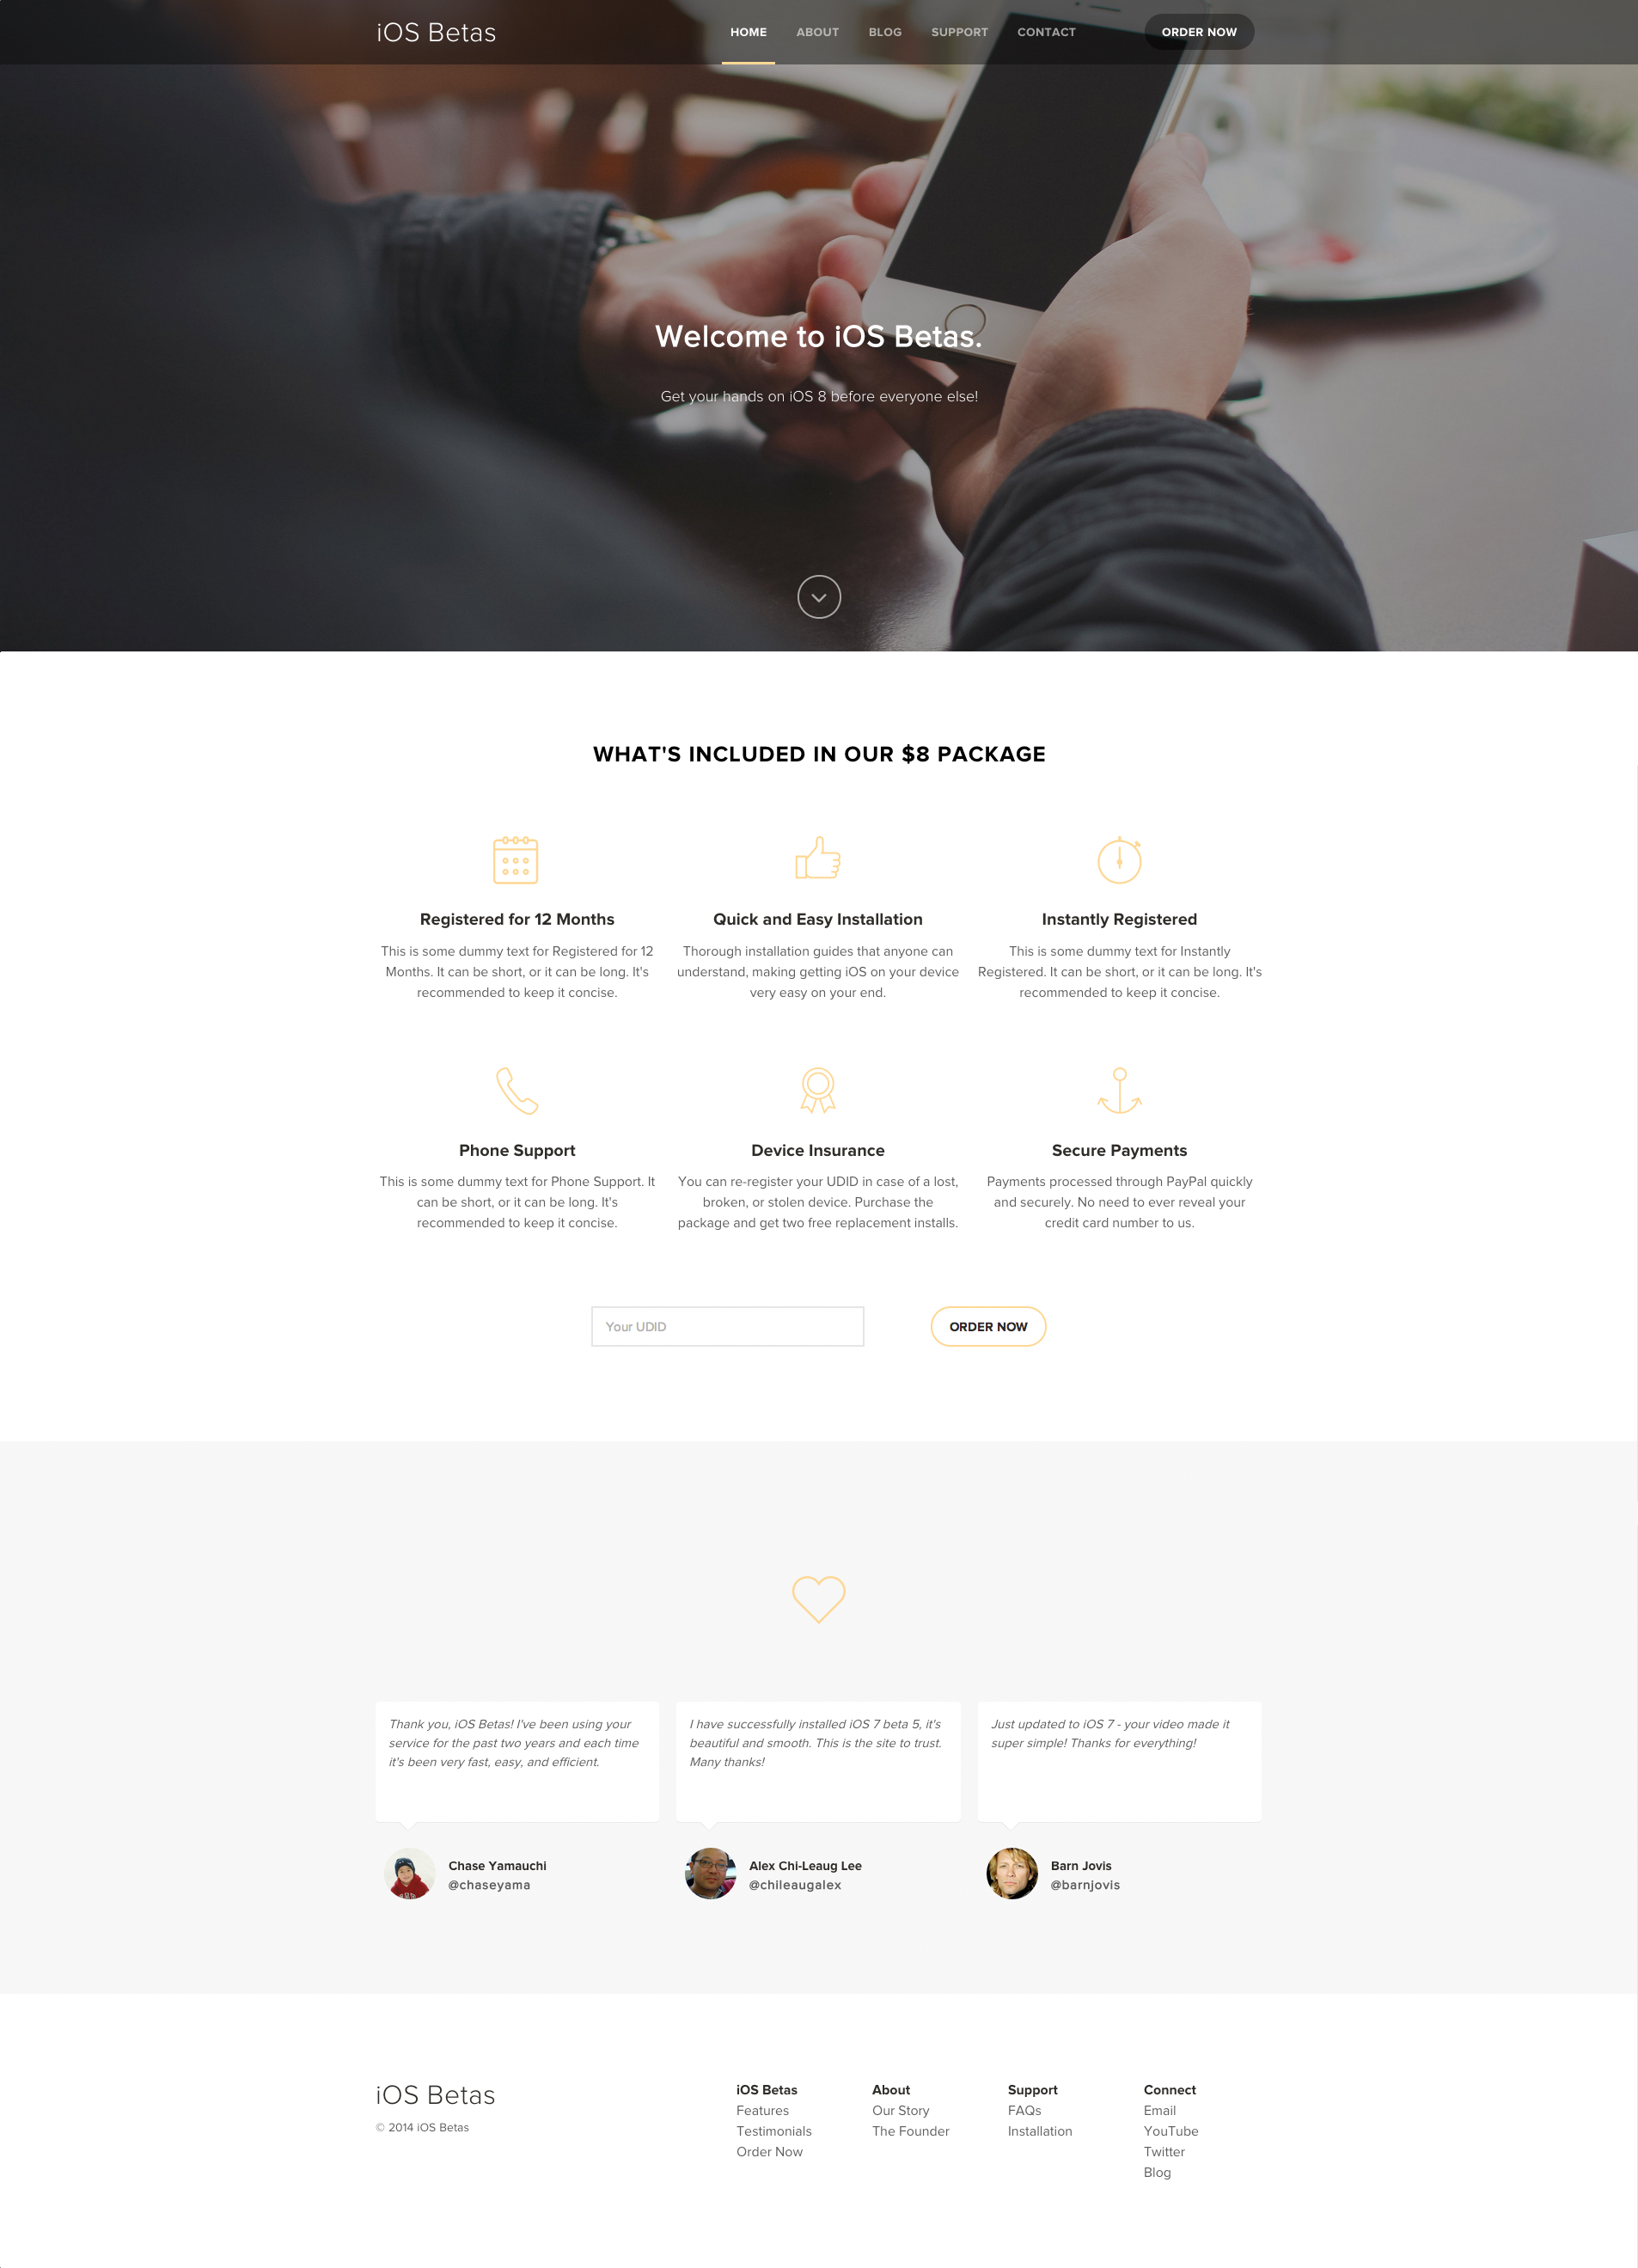 iOS Betas
HOME ABOUT BLOG SUPPORT CONTACT ORDER NOW
Welcome to iOS Betas.
Get your hands on iOS 8 before everyone else!
WHAT'S INCLUDED IN OUR $8 PACKAGE
Registered for 12 Months
This is some dummy text for Registered for 12
Months. It can be short, or it can be long. It's
recommended to keep it concise.
Quick and Easy Installation
Thorough installation guides that anyone can
understand, making getting iOS on your device
very easy on your end.
Instantly Registered
This is some dummy text for Instantly
Registered. It can be short, or it can be long. It's
recommended to keep it concise.
Phone Support
This is some dummy text for Phone Support. It
can be short, or it can be long. It's
recommended to keep it concise.
Device Insurance
You can re-register your UDID in case of a lost,
broken, or stolen device. Purchase the
package and get two free replacement installs.
Secure Payments
Payments processed through PayPal quickly
and securely. No need to ever reveal your
credit card number to us.
Your UDID
ORDER NOW
Thank you, iOS Betas! I've been using your
service for the past two years and each time
it's been very fast, easy, and efficient.
Chase Yamauchi
@chaseyama
I have successfully installed iOS 7 beta 5, it's
beautiful and smooth. This is the site to trust.
Many thanks!
Alex Chi-Leaug Lee
@chileaugalex
Just updated to iOS 7 - your video made it
super simple! Thanks for everything!
Barn Jovis
@barnjovis
iOS Betas
© 2014 iOS Betas
iOS Betas
Features
Testimonials
Order Now
About
Our Story
The Founder
Support
FAQs
Installation
Connect
Email
YouTube
Twitter
Blog